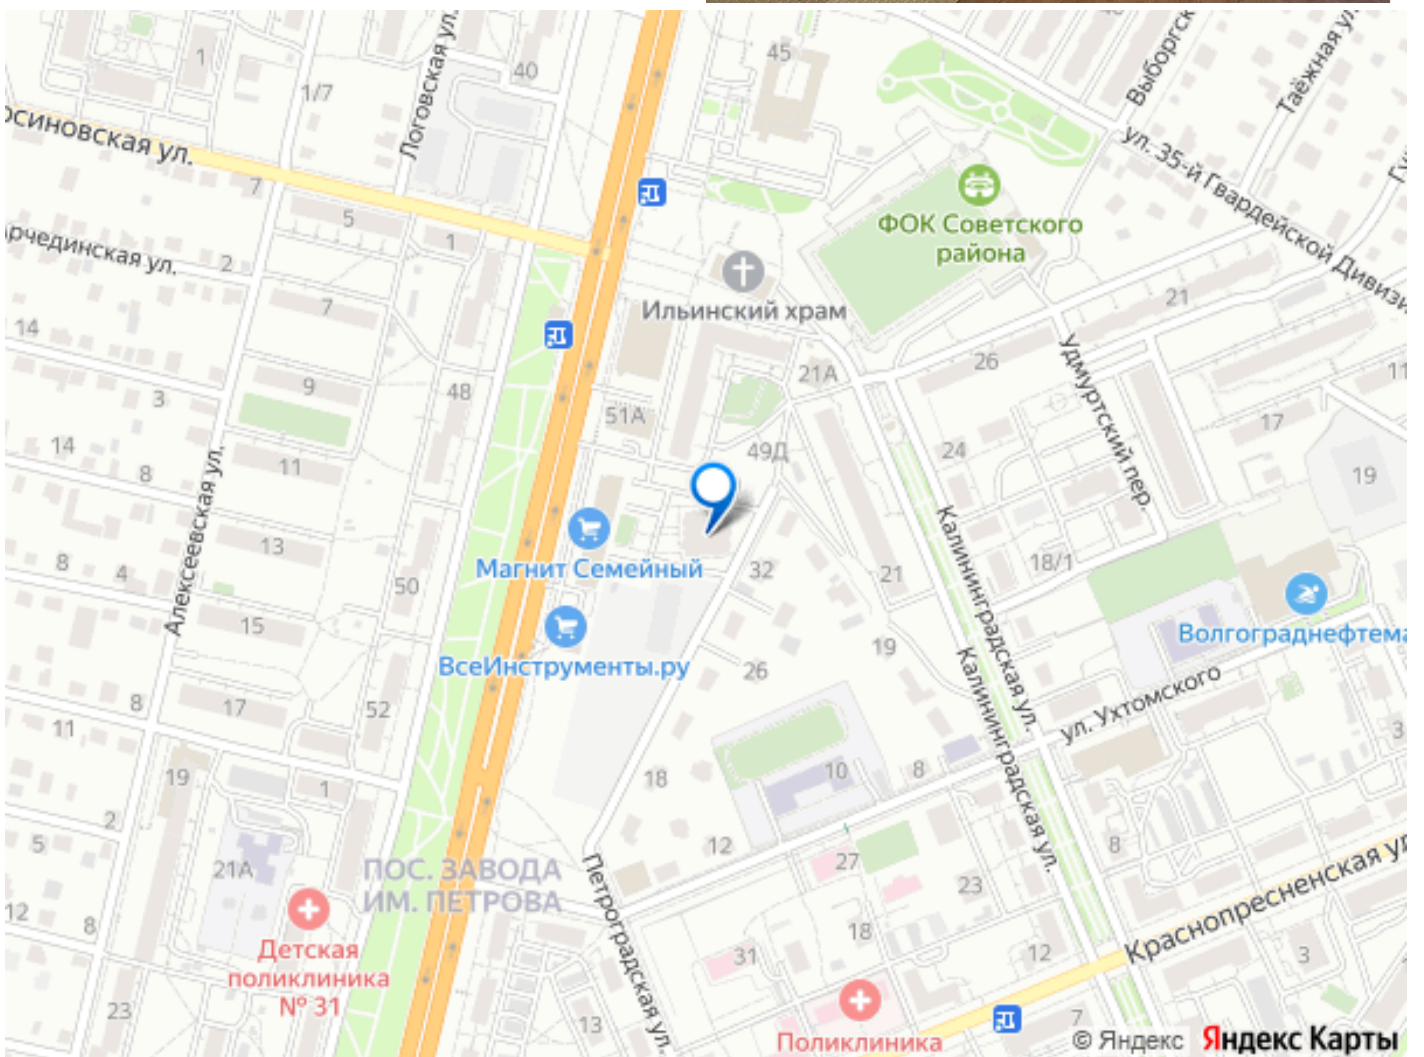 45
40
1
1/7
Логовская ул.
Выборгск
Таёжная ул.
ул. 35-й Гвардейской Дивизи
осиновская ул.
7
5
1
ФОК Советского
района
рчединская ул.
2
7
Ильинский храм
21
14
9
48
3
51А
21А
26
Удмуртский пер.
11
17
14
8
11
49Д
24
19
Алексеевская ул.
13
8
4
50
15
Магнит Семейный
32
21
Калининградская ул.
18/1
ВсеИнструменты.ру
26
19
Калининградская ул.
Волгограднефтема
ул. Ухтомского
8
11
17
52
3
19
1
18
10
8
2
5
21А
12
27
8
ПОС. ЗАВОДА
ИМ. ПЕТРОВА
Петроградская ул.
23
Краснопресненская ул
12
8
18
12
3
Детская
поликлиника
№ 31
31
23
13
Поликлиника
7
© Яндекс Яндекс Карты